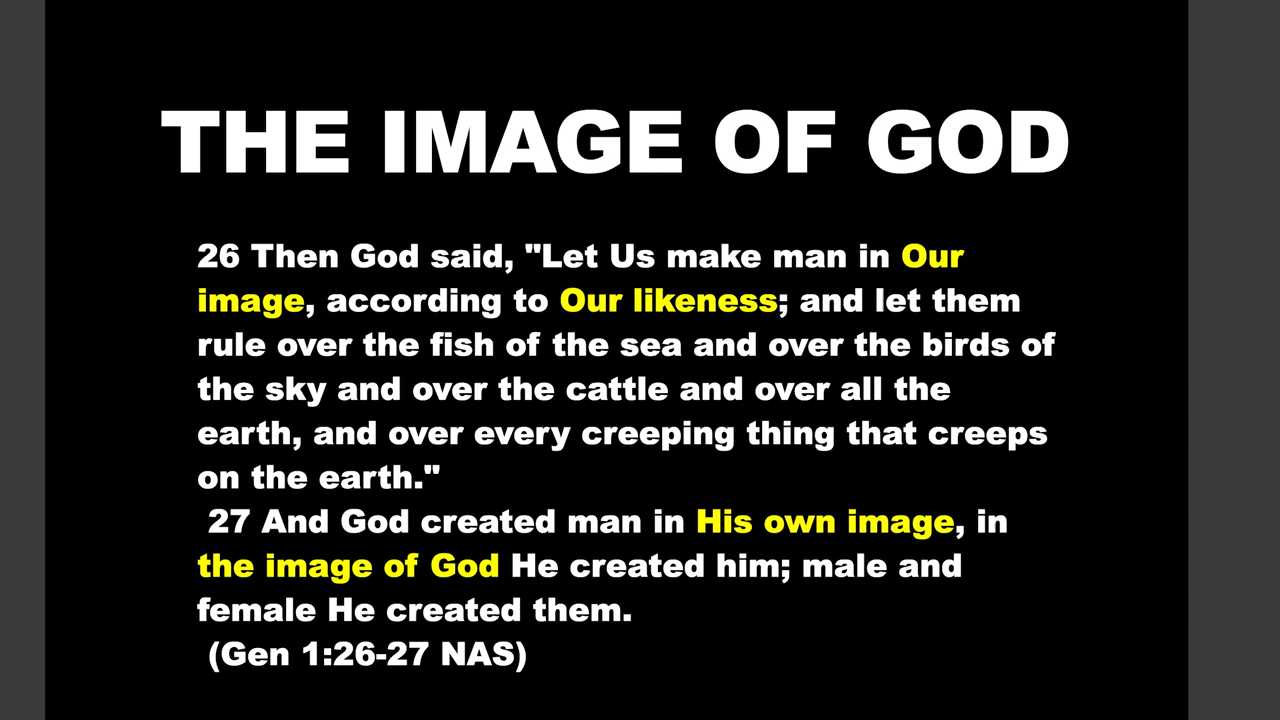 THE IMAGE OF GOD
26 Then God said, "Let Us make man in Our
image, according to Our likeness; and let them
rule over the fish of the sea and over the birds of
the sky and over the cattle and over all the
earth, and over every creeping thing that creeps
on the earth."
27 And God created man in His own image, in
the image of God He created him; male and
female He created them.
(Gen 1:26-27 NAS)